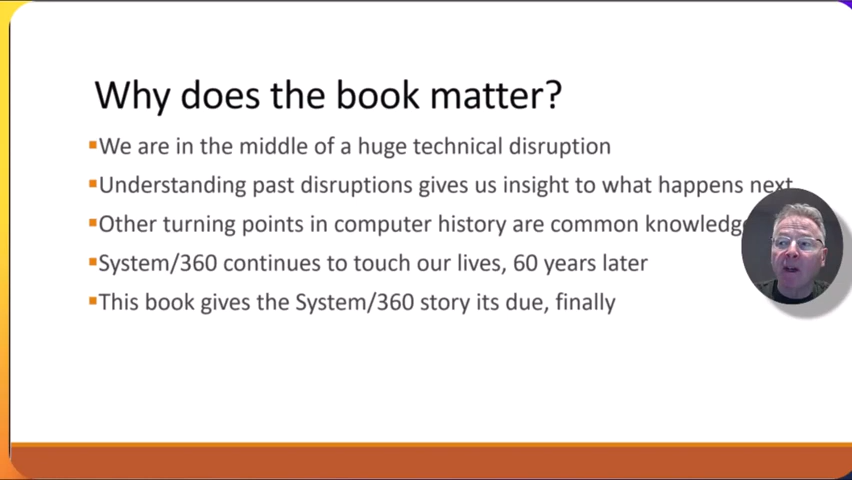 Why does the book matter?
We are in the middle of a huge technical disruption
Understanding past disruptions gives us insight to what happens next
Other turning points in computer history are common knowledge
System/360 continues to touch our lives, 60 years later
This book gives the System/360 story its due, finally